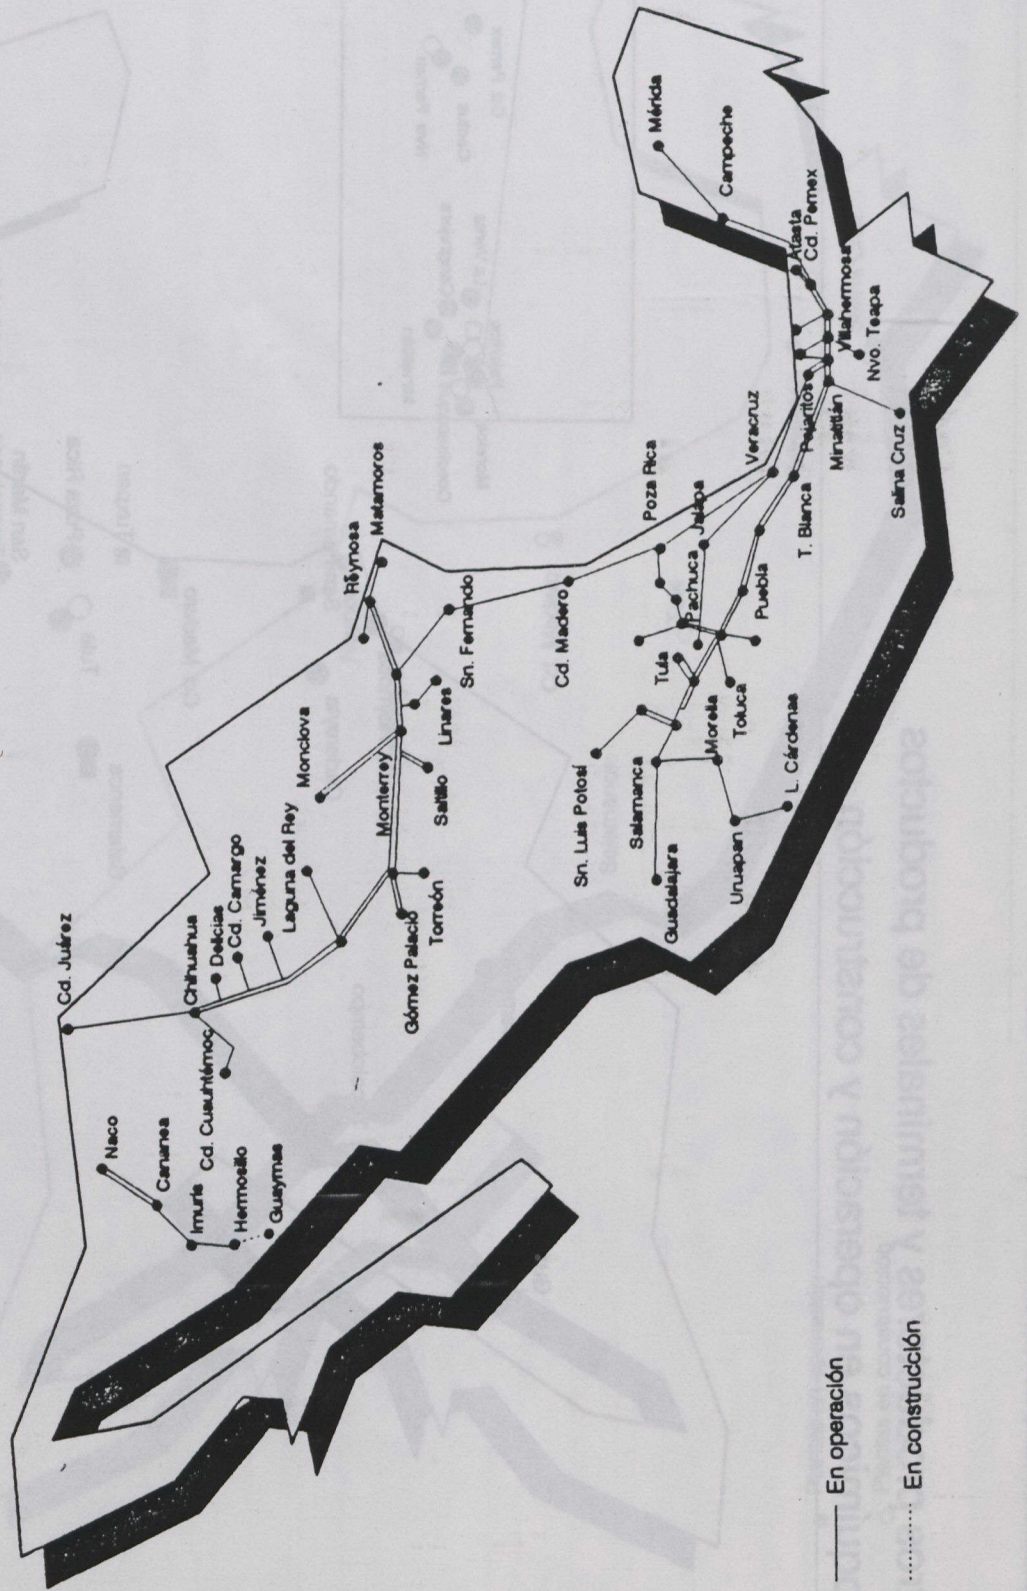 Naco
Cananea
Imuris
Hermosillo
Guaymas
Cd. Juárez
Chihuahua
Cd. Cuauhtémoc
Delicias
Cd. Camargo
Jiménez
Laguna del Rey
Gómez Palacio
Torreón
Monclova
Monterrey
Saltillo
Linares
Reynosa
Matamoros
Sn. Fernando
Cd. Madero
Poza Rica
Jalapa
Pachuca
Veracruz
Tula
Sn. Luis Potosí
Salamanca
Guadalajara
Morelia
Toluca
Puebla
Uruapan
L. Cárdenas
T. Blanca
Pajaritos
Minatitlán
Salina Cruz
Nvo. Teapa
Villahermosa
Cd. Pemex
Atasta
Campeche
Mérida
En operación
En construcción